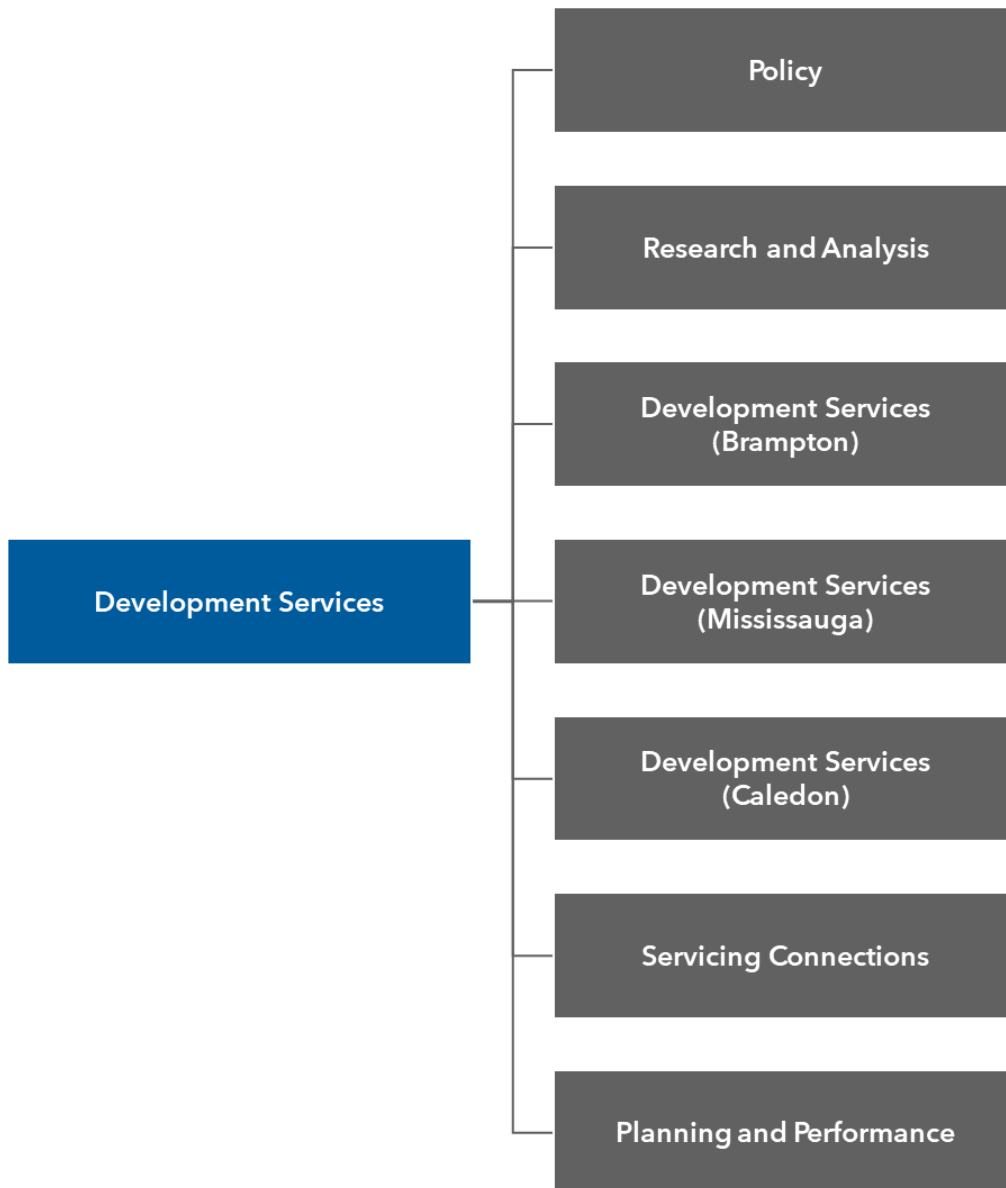 Policy
Research and Analysis
Development Services
(Brampton)
Development Services
(Mississauga)
Development Services
Development Services
(Caledon)
Servicing Connections
Planning and Performance